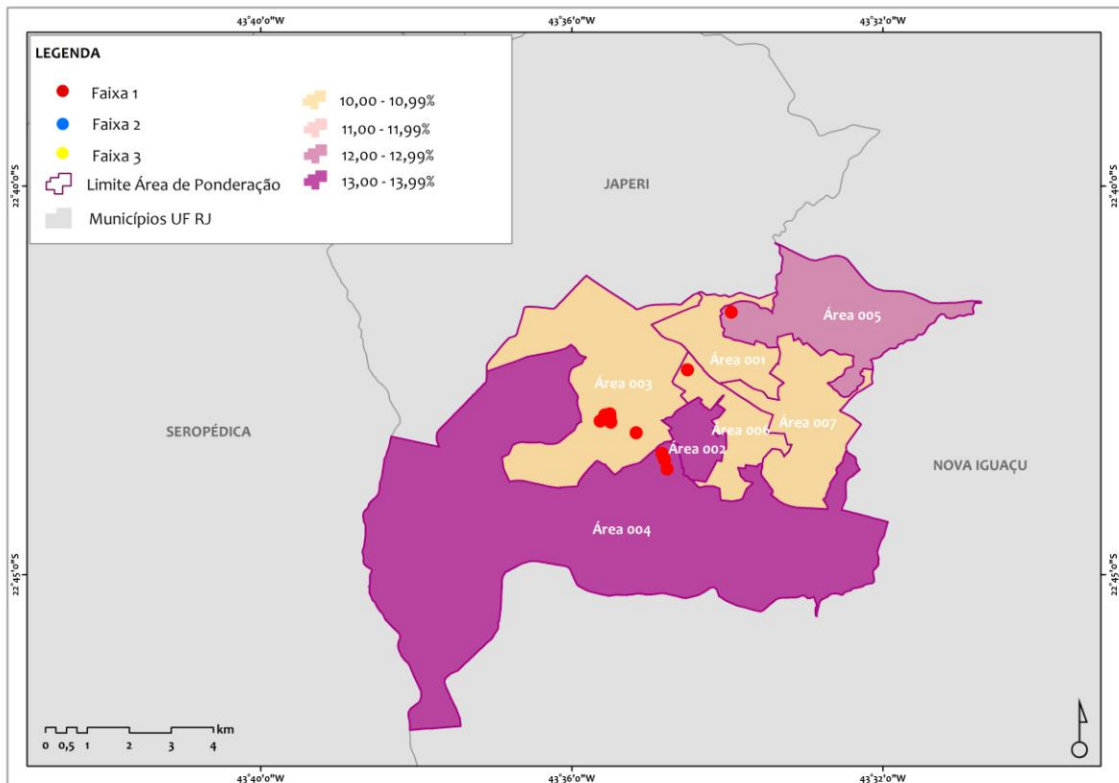 43°40'0"W
43°36'0"W
43°32'0"W
LEGENDA
Faixa 1
Faixa 2
Faixa 3
Limite Área de Ponderação
Municípios UF RJ
10,00 - 10,99%
11,00 - 11,99%
12,00 - 12,99%
13,00 - 13,99%
22°40'0"S
22°40'0"S
JAPERI
Área 005
Área 001
Área 003
Área 006
Área 007
Área 002
SEROPÉDICA
NOVA IGUAÇU
Área 004
22°45'0"S
22°45'0"S
km
0 0,5 1 2 3 4
43°40'0"W
43°36'0"W
43°32'0"W